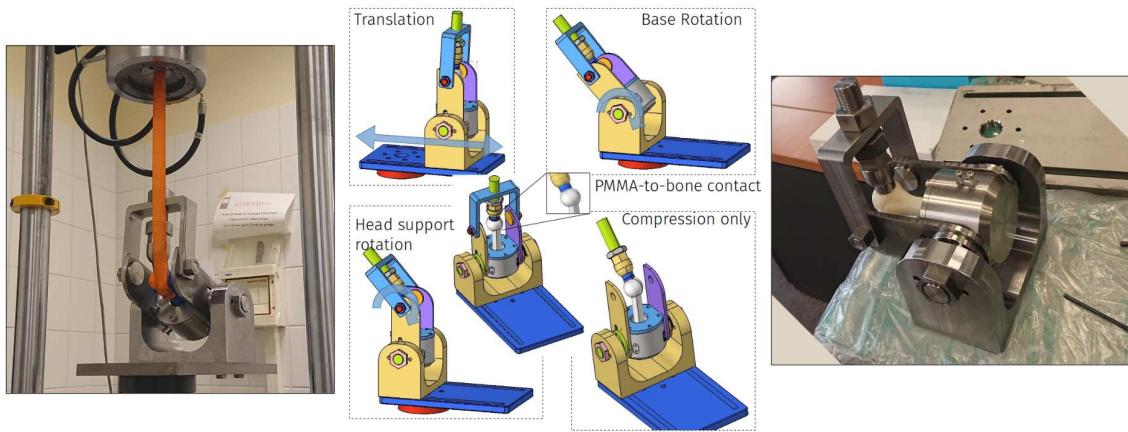 Translation
Base Rotation
PMMA-to-bone contact
Head support
rotation
Compression only